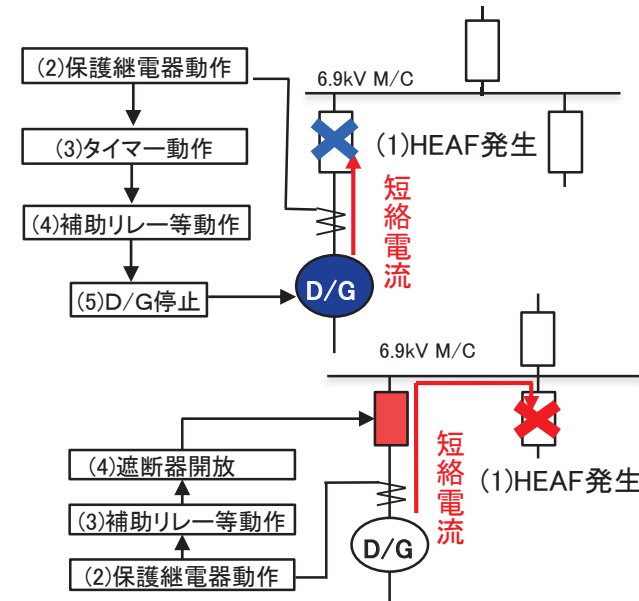 (2)保護継電器動作
6.9kV M/C
(3)タイマー動作
(1)HEAF発生
短絡電流
(4)補助リレー等動作
(5)D/G停止
D/G
6.9kV M/C
(4)遮断器開放
短絡電流
(1)HEAF発生
(3)補助リレー等動作
D/G
(2)保護継電器動作